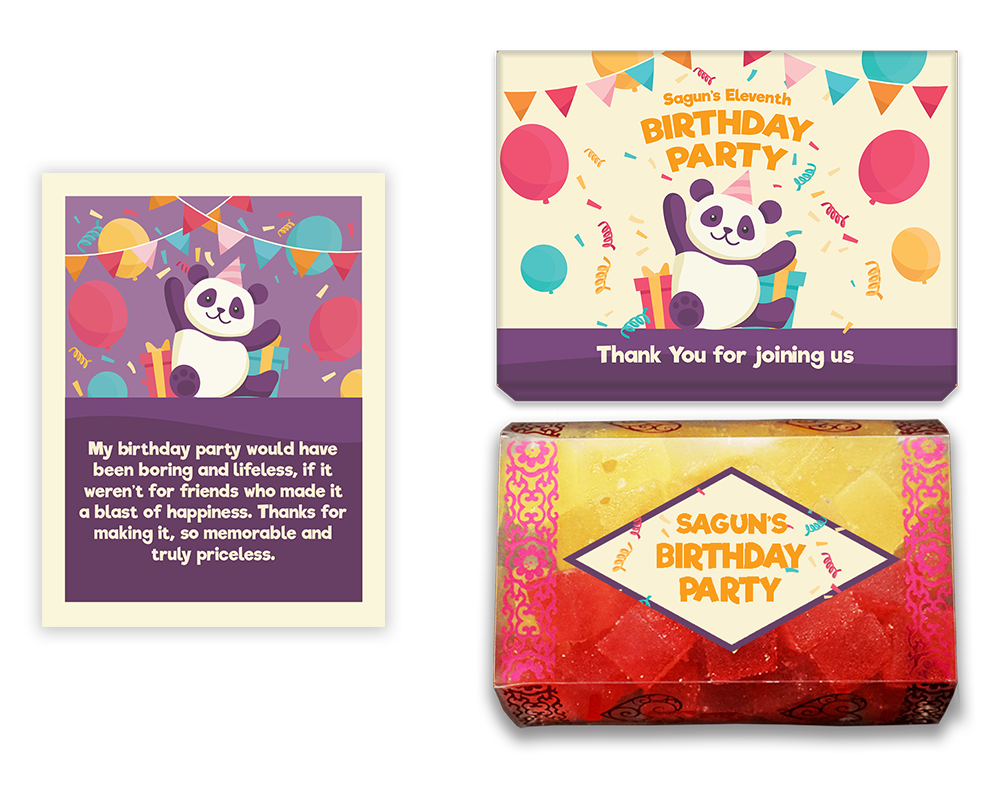 My birthday party would have
been boring and lifeless, if it
weren't for friends who made it
a blast of happiness. Thanks for
making it, so memorable and
truly priceless.
Sagun's Eleventh
BIRTHDAY
PARTY
Thank You for joining us
SAGUN'S
BIRTHDAY
PARTY